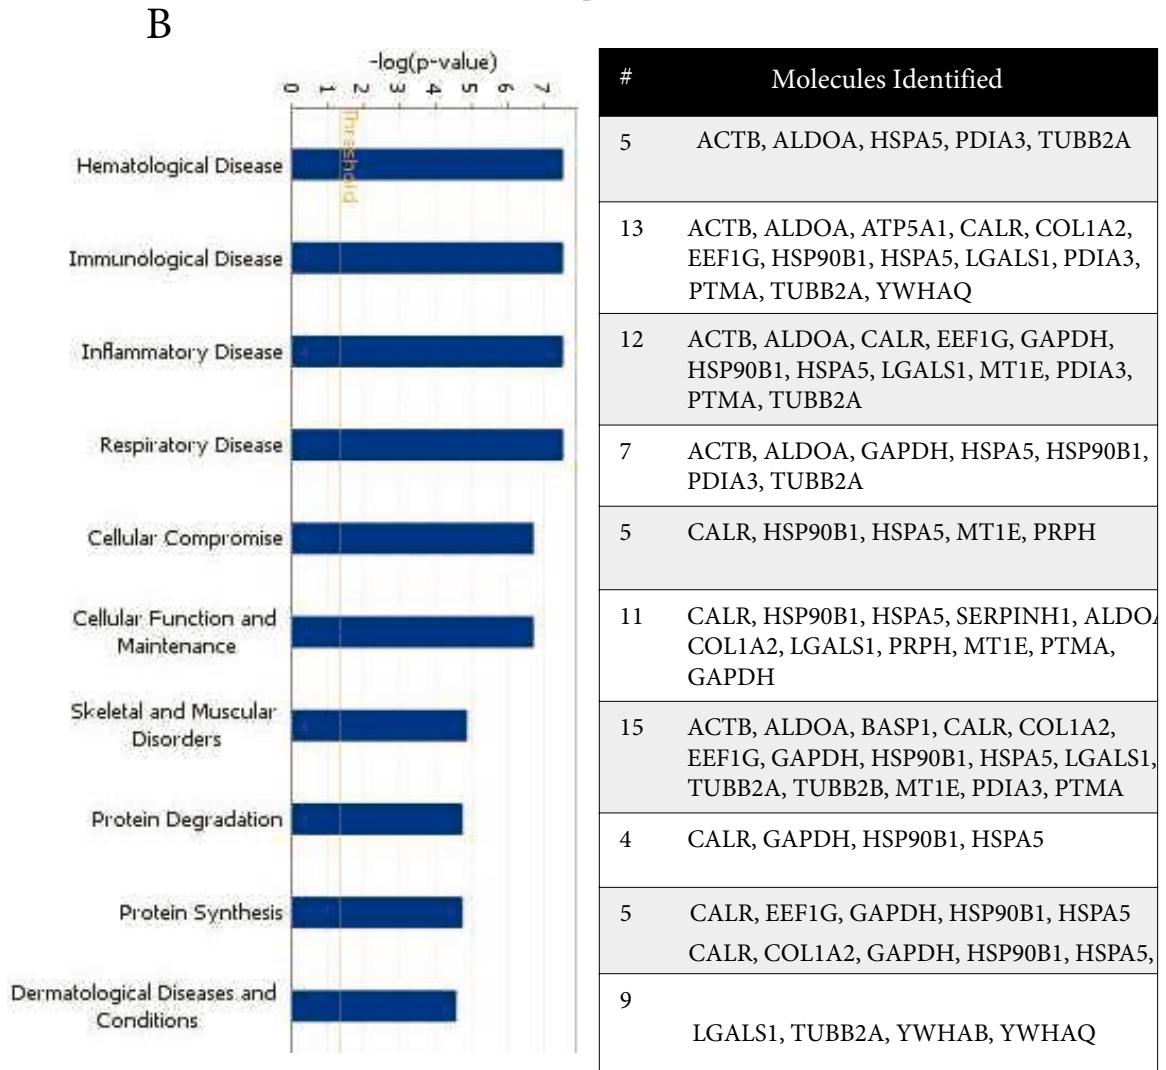 B
-log(p-value)
0 1 2 3 4 5 6 7
Threshold
Hematological Disease
Immunological Disease
Inflammatory Disease
Respiratory Disease
Cellular Compromise
Cellular Function and
Maintenance
Skeletal and Muscular
Disorders
Protein Degradation
Protein Synthesis
Dermatological Diseases and
Conditions
# Molecules Identified
5 ACTB, ALDOA, HSPA5, PDIA3, TUBB2A
13 ACTB, ALDOA, ATP5A1, CALR, COL1A2,
EEF1G, HSP90B1, HSPA5, LGALS1, PDIA3,
PTMA, TUBB2A, YWHAQ
12 ACTB, ALDOA, CALR, EEF1G, GAPDH,
HSP90B1, HSPA5, LGALS1, MT1E, PDIA3,
PTMA, TUBB2A
7 ACTB, ALDOA, GAPDH, HSPA5, HSP90B1,
PDIA3, TUBB2A
5 CALR, HSP90B1, HSPA5, MT1E, PRPH
11 CALR, HSP90B1, HSPA5, SERPINH1, ALDOA
COL1A2, LGALS1, PRPH, MT1E, PTMA,
GAPDH
15 ACTB, ALDOA, BASP1, CALR, COL1A2,
EEF1G, GAPDH, HSP90B1, HSPA5, LGALS1,
TUBB2A, TUBB2B, MT1E, PDIA3, PTMA
4 CALR, GAPDH, HSP90B1, HSPA5
5 CALR, EEF1G, GAPDH, HSP90B1, HSPA5
CALR, COL1A2, GAPDH, HSP90B1, HSPA5,
9
LGALS1, TUBB2A, YWHAB, YWHAQ